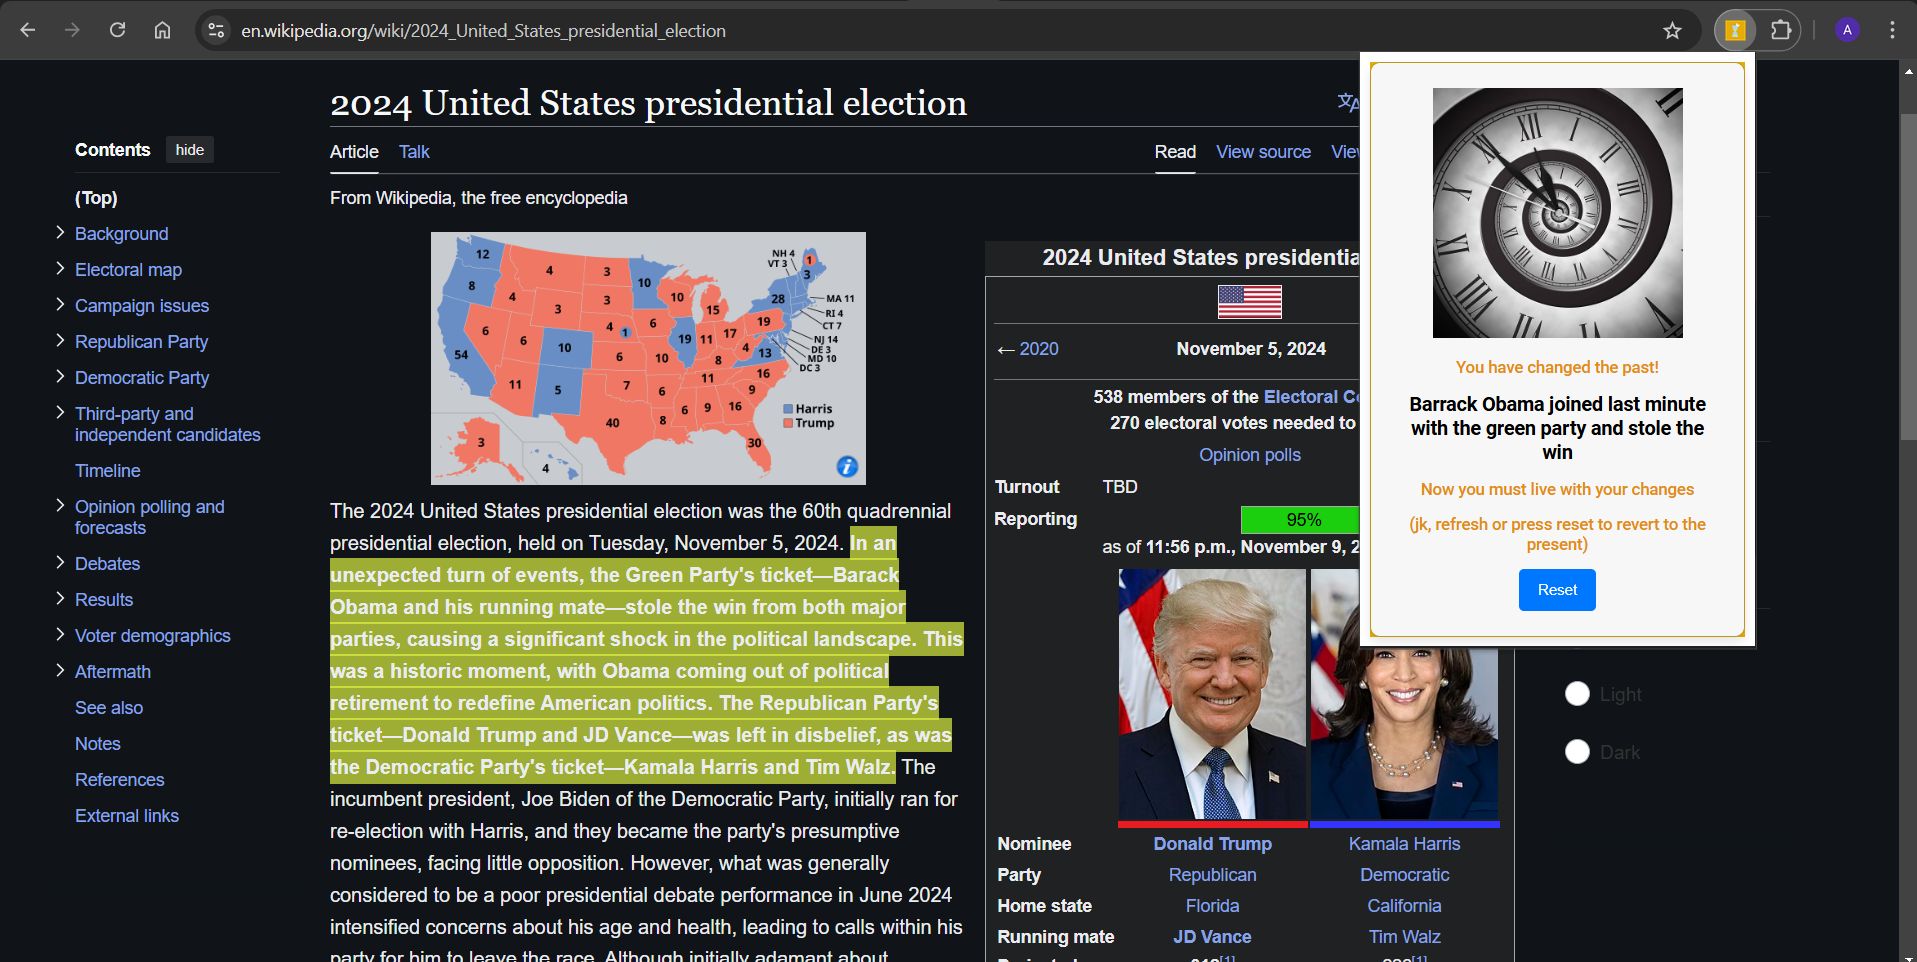 en.wikipedia.org/wiki/2024_United_States_presidential_election
A
2024 United States presidential election
Contents
hide
(Top)
Background
Electoral map
Campaign issues
Republican Party
Democratic Party
Third-party and
independent candidates
Timeline
Opinion polling and
forecasts
Debates
Results
Voter demographics
Aftermath
See also
Notes
References
External links
Article Talk
Read View source
From Wikipedia, the free encyclopedia
12
8
54
4
4
6
6
11
3
10
5
3
3
4
1
6
7
40
10
6
10
6
8
10
19
11
15
17
8
11
6
9
16
30
19
4
13
16
9
28
3
1
NH 4
VT 3
MA 11
RI 4
CT 7
NJ 14
DE 3
MD 10
DC 3
Harris
Trump
3
4
The 2024 United States presidential election was the 60th quadrennial
presidential election, held on Tuesday, November 5, 2024. In an
unexpected turn of events, the Green Party's ticket—Barack
Obama and his running mate—stole the win from both major
parties, causing a significant shock in the political landscape. This
was a historic moment, with Obama coming out of political
retirement to redefine American politics. The Republican Party's
ticket—Donald Trump and JD Vance—was left in disbelief, as was
the Democratic Party's ticket—Kamala Harris and Tim Walz. The
incumbent president, Joe Biden of the Democratic Party, initially ran for
re-election with Harris, and they became the party's presumptive
nominees, facing little opposition. However, what was generally
considered to be a poor presidential debate performance in June 2024
intensified concerns about his age and health, leading to calls within his
party for him to leave the race. Although initially adamant about
2024 United States presidentia
← 2020
November 5, 2024
538 members of the Electoral
270 electoral votes needed to
Opinion polls
Turnout TBD
Reporting 95%
as of 11:56 p.m., November 9, 2
Nominee Donald Trump Kamala Harris
Party Republican Democratic
Home state Florida California
Running mate JD Vance Tim Walz
You have changed the past!
Barrack Obama joined last minute
with the green party and stole the
win
Now you must live with your changes
(jk, refresh or press reset to revert to the
present)
Reset
Light
Dark